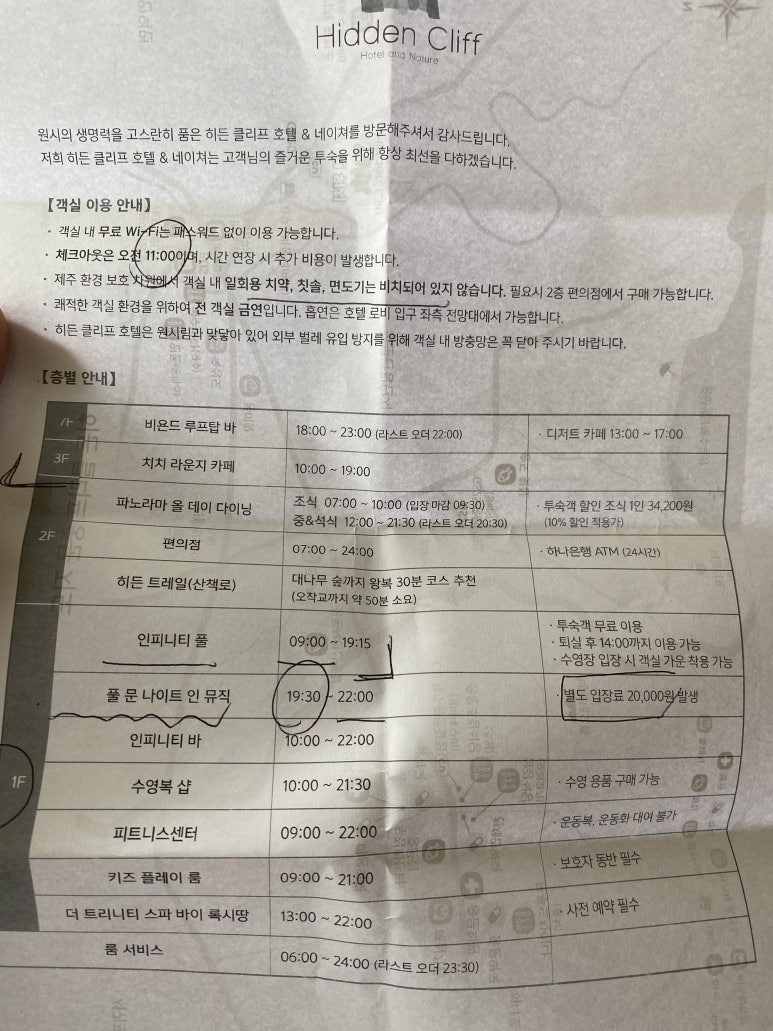 Hidden Cliff
Hotel and Nature
원시의 생명력을 고스란히 품은 히든 클리프 호텔 & 네이쳐를 방문해주셔서 감사드립니다.
저희 히든 클리프 호텔 & 네이쳐는 고객님의 즐거운 투숙을 위해 항상 최선을 다하겠습니다.
【객실 이용 안내】
· 객실 내 무료 Wi-Fi는 패스워드 없이 이용 가능합니다.
· 체크아웃은 오전 11:00이며, 시간 연장 시 추가 비용이 발생합니다.
· 제주 환경 보호 차원에서 객실 내 일회용 치약, 칫솔, 면도기는 비치되어 있지 않습니다. 필요시 2층 편의점에서 구매 가능합니다.
· 쾌적한 객실 환경을 위하여 전 객실 금연입니다. 흡연은 호텔 로비 입구 좌측 전망대에서 가능합니다.
· 히든 클리프 호텔은 원시림과 맞닿아 있어 외부 벌레 유입 방지를 위해 객실 내 방충망은 꼭 닫아 주시기 바랍니다.
【층별 안내】
7F 비욘드 루프탑 바 18:00 ~ 23:00 (라스트 오더 22:00) · 디저트 카페 13:00 ~ 17:00
3F 치치 라운지 카페 10:00 ~ 19:00
2F
파노라마 올 데이 다이닝
조식 07:00 ~ 10:00 (입장 마감 09:30)
중&석식 12:00 ~ 21:30 (라스트 오더 20:30)
· 투숙객 할인 조식 1인 34,200원
(10% 할인 적용가)
편의점 07:00 ~ 24:00 · 하나은행 ATM (24시간)
히든 트레일(산책로)
대나무 숲까지 왕복 30분 코스 추천
(오작교까지 약 50분 소요)
1F
인피니티 풀 09:00 ~ 19:15
· 투숙객 무료 이용
· 퇴실 후 14:00까지 이용 가능
· 수영장 입장 시 객실 가운 착용 가능
풀 문 나이트 인 뮤직 19:30 ~ 22:00 · 별도 입장료 20,000원 발생
인피니티 바 10:00 ~ 22:00
수영복 샵 10:00 ~ 21:30 · 수영 용품 구매 가능
피트니스센터 09:00 ~ 22:00 · 운동복, 운동화 대여 불가
키즈 플레이 룸 09:00 ~ 21:00 · 보호자 동반 필수
더 트리니티 스파 바이 록시땅 13:00 ~ 22:00 · 사전 예약 필수
룸 서비스 06:00 ~ 24:00 (라스트 오더 23:30)